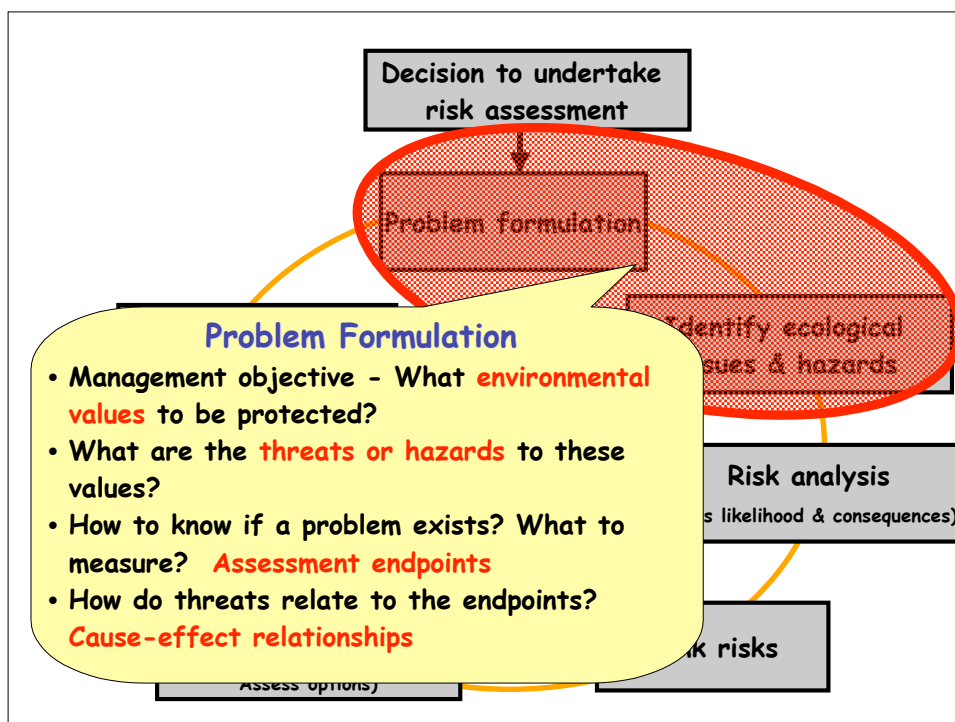 Decision to undertake
risk assessment
Problem formulation
Identify ecological
& hazards
Problem Formulation
• Management objective - What environmental
values to be protected?
• What are the threats or hazards to these
values?
• How to know if a problem exists? What to
measure? Assessment endpoints
• How do threats relate to the endpoints?
Cause-effect relationships
Risk analysis
likelihood & consequences)
risks
Assess options)